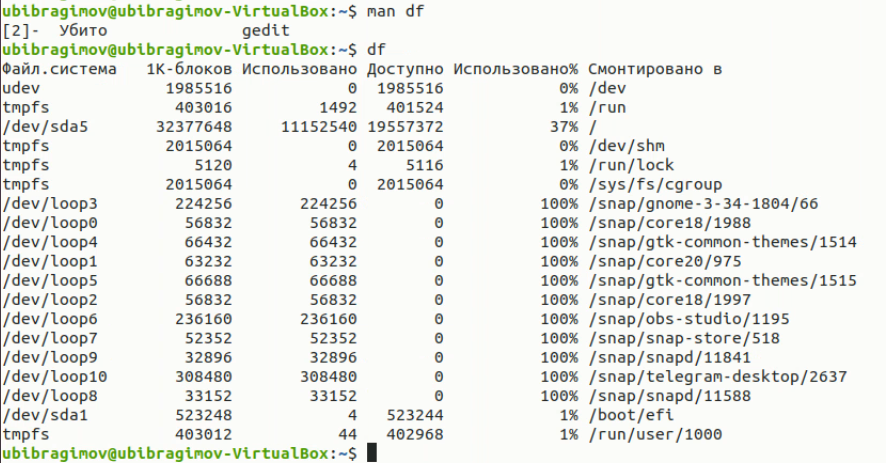 ubibragimov@ubibragimov-VirtualBox:~$ man df
[2]-  Убито              gedit
ubibragimov@ubibragimov-VirtualBox:~$ df
Файл.система   1K-блоков Использовано Доступно Использовано% Смонтировано в
udev             1985516            0  1985516            0% /dev
tmpfs             403016         1492   401524            1% /run
/dev/sda5       32377648     11152540 19557372           37% /
tmpfs            2015064            0  2015064            0% /dev/shm
tmpfs               5120            4     5116            1% /run/lock
tmpfs            2015064            0  2015064            0% /sys/fs/cgroup
/dev/loop3        224256       224256        0          100% /snap/gnome-3-34-1804/66
/dev/loop0         56832        56832        0          100% /snap/core18/1988
/dev/loop4         66432        66432        0          100% /snap/gtk-common-themes/1514
/dev/loop1         63232        63232        0          100% /snap/core20/975
/dev/loop5         66688        66688        0          100% /snap/gtk-common-themes/1515
/dev/loop2         56832        56832        0          100% /snap/core18/1997
/dev/loop6        236160       236160        0          100% /snap/obs-studio/1195
/dev/loop7         52352        52352        0          100% /snap/snap-store/518
/dev/loop9         32896        32896        0          100% /snap/snapd/11841
/dev/loop10       308480       308480        0          100% /snap/telegram-desktop/2637
/dev/loop8         33152        33152        0          100% /snap/snapd/11588
/dev/sda1         523248            4   523244            1% /boot/efi
tmpfs             403012           44   402968            1% /run/user/1000
ubibragimov@ubibragimov-VirtualBox:~$